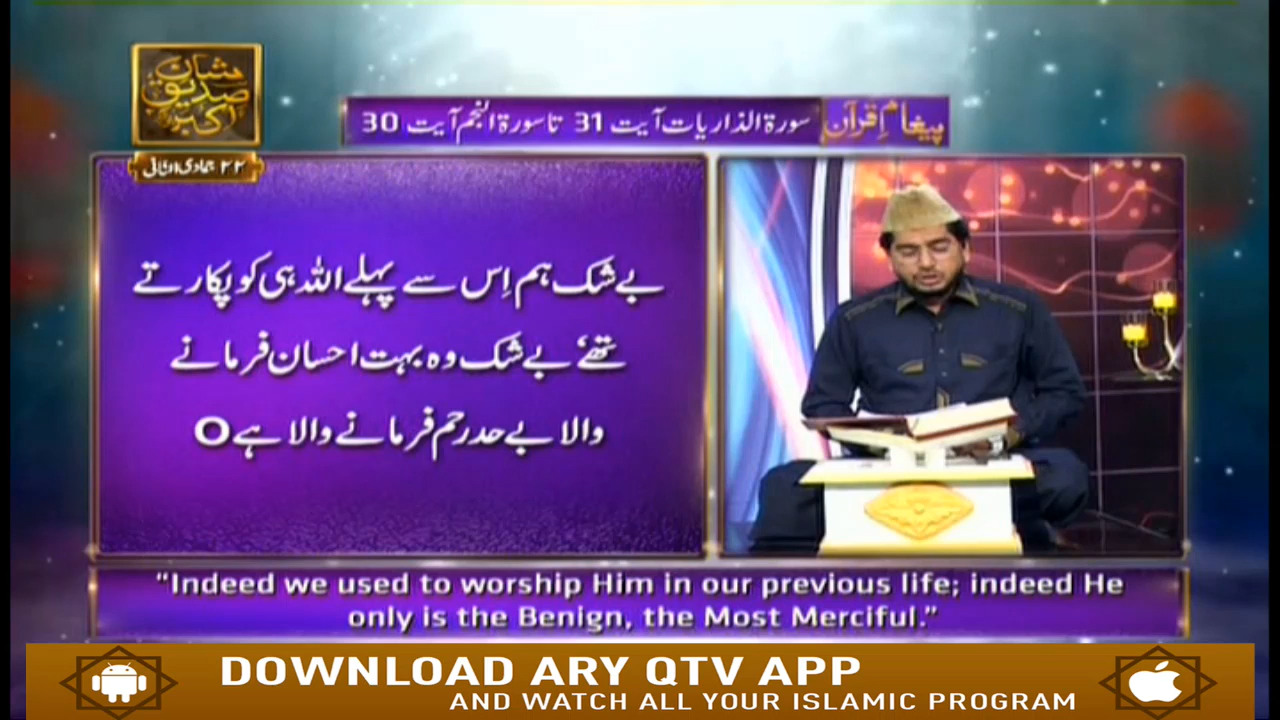 شانِ
صدیق
اکبر
۲۲ جمادی الثانی
پیغامِ قرآن
سورۃ الذاریات آیت 31 تا سورۃ النجم آیت 30
بے شک ہم اِس سے پہلے اللہ ہی کو پکارتے
تھے‘ بے شک وہ بہت احسان فرمانے
والا بے حد رحم فرمانے والا ہے O
“Indeed we used to worship Him in our previous life; indeed He
only is the Benign, the Most Merciful.”
DOWNLOAD ARY QTV APP
AND WATCH ALL YOUR ISLAMIC PROGRAM